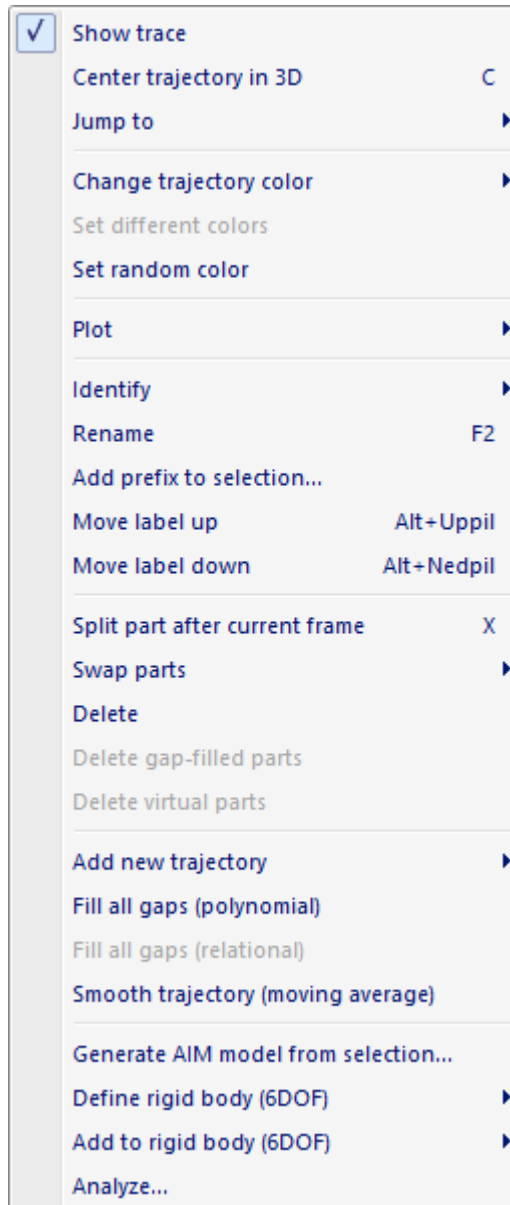 Show trace
Center trajectory in 3D C
Jump to
Change trajectory color
Set different colors
Set random color
Plot
Identify
Rename F2
Add prefix to selection...
Move label up Alt+Uppil
Move label down Alt+Nedpil
Split part after current frame X
Swap parts
Delete
Delete gap-filled parts
Delete virtual parts
Add new trajectory
Fill all gaps (polynomial)
Fill all gaps (relational)
Smooth trajectory (moving average)
Generate AIM model from selection...
Define rigid body (6DOF)
Add to rigid body (6DOF)
Analyze...